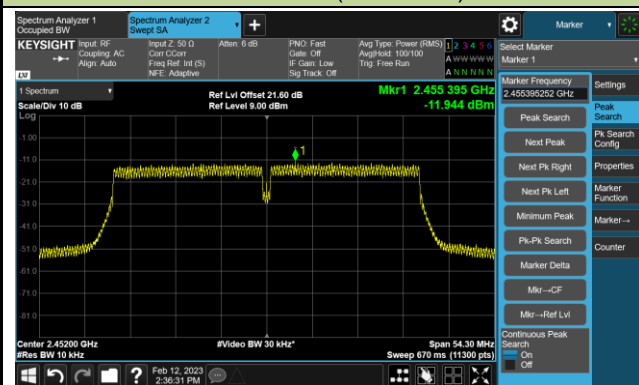 Spectrum Analyzer 1
Occupied BW
Spectrum Analyzer 2
Swept SA
Marker
KEYSIGHT
Input: RF
Coupling: AC
Align: Auto
Input Z: 50 Ω
Corr CCorr
Freq Ref: Int (S)
NFE: Adaptive
Atten: 6 dB
PNO: Fast
Gate: Off
IF Gain: Low
Sig Track: Off
Avg Type: Power (RMS)
Avg|Hold: 100/100
Trig: Free Run
1 2 3 4 5 6
A W W W W W
A N N N N N
LXI
Select Marker
Marker 1
1 Spectrum
Scale/Div 10 dB
Log
Ref Lvl Offset 21.60 dB
Ref Level 9.00 dBm
Mkr1 2.455 395 GHz
-11.944 dBm
Marker Frequency
2.455395252 GHz
Settings
Peak Search
Peak
Search
Next Peak
Pk Search
Config
Next Pk Right
Properties
Next Pk Left
Marker
Function
Minimum Peak
Marker→
Pk-Pk Search
Counter
Marker Delta
Mkr→CF
Mkr→Ref Lvl
Continuous Peak
Search
On
Off
-1.00
-11.0
-21.0
-31.0
-41.0
-51.0
-61.0
-71.0
-81.0
1
Center 2.45200 GHz
#Res BW 10 kHz
#Video BW 30 kHz*
Span 54.30 MHz
Sweep 670 ms (11300 pts)
Feb 12, 2023
2:36:31 PM